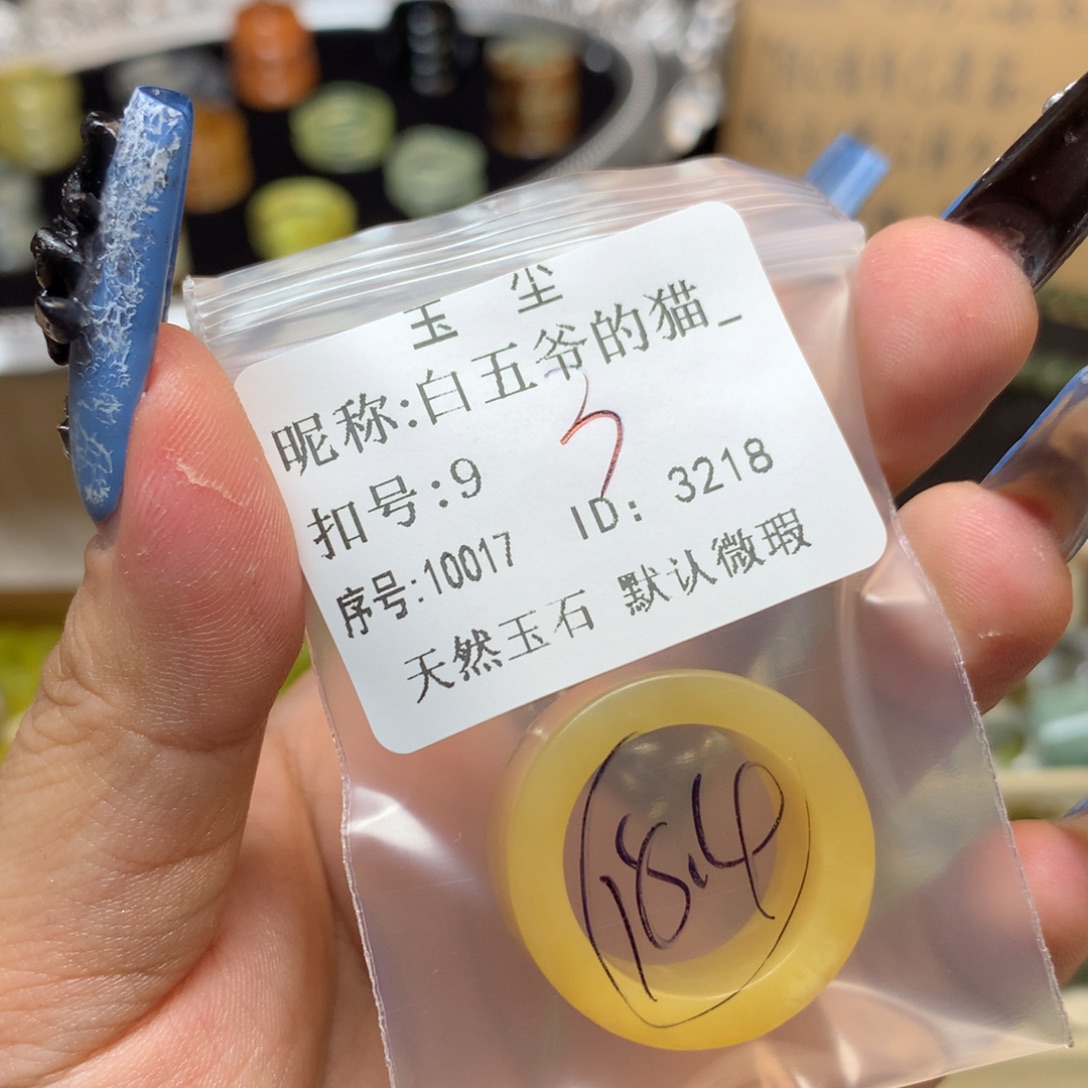 玉 尘
昵称:白五爷的猫_
扣号:9
序号:10017 ID: 3218
天然玉石 默认微瑕
18.4